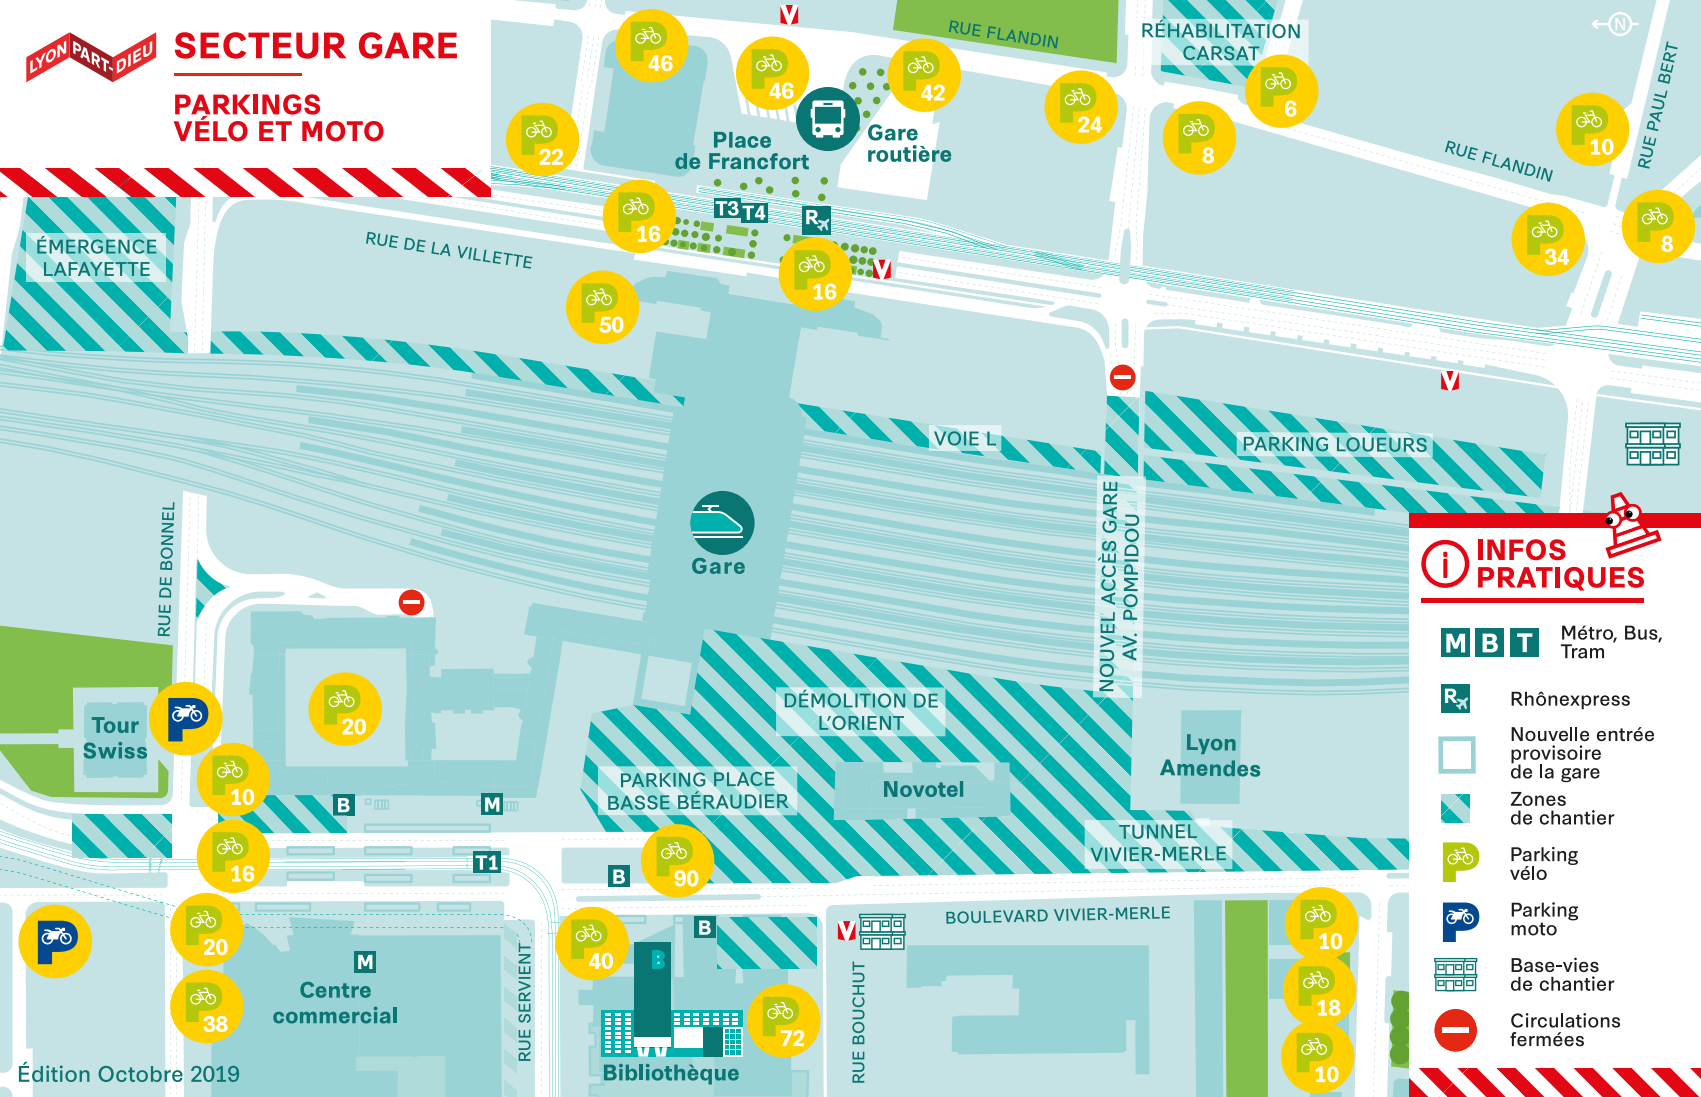 LYON PART-DIEU
SECTEUR GARE
PARKINGS
VÉLO ET MOTO
RUE FLANDIN
RÉHABILITATION
CARSAT
N
RUE PAUL BERT
46
46
42
24
6
8
10
22
Place
de Francfort
Gare
routière
RUE FLANDIN
16
T3
T4
R
8
34
ÉMERGENCE
LAFAYETTE
RUE DE LA VILLETTE
16
50
VOIE L
PARKING LOUEURS
RUE DE BONNEL
Gare
NOUVEL ACCÈS GARE
AV. POMPIDOU
INFOS
PRATIQUES
M B T
Métro, Bus,
Tram
R
Rhônexpress
Nouvelle entrée
provisoire
de la gare
Zones
de chantier
Parking
vélo
Parking
moto
Base-vies
de chantier
Circulations
fermées
Tour
Swiss
P
20
DÉMOLITION DE
L'ORIENT
Lyon
Amendes
10
PARKING PLACE
BASSE BÉRAUDIER
Novotel
B
M
TUNNEL
VIVIER-MERLE
16
T1
B
90
P
20
38
M
Centre
commercial
RUE SERVIENT
40
B
B
72
Bibliothèque
RUE BOUCHUT
BOULEVARD VIVIER-MERLE
10
18
10
Édition Octobre 2019